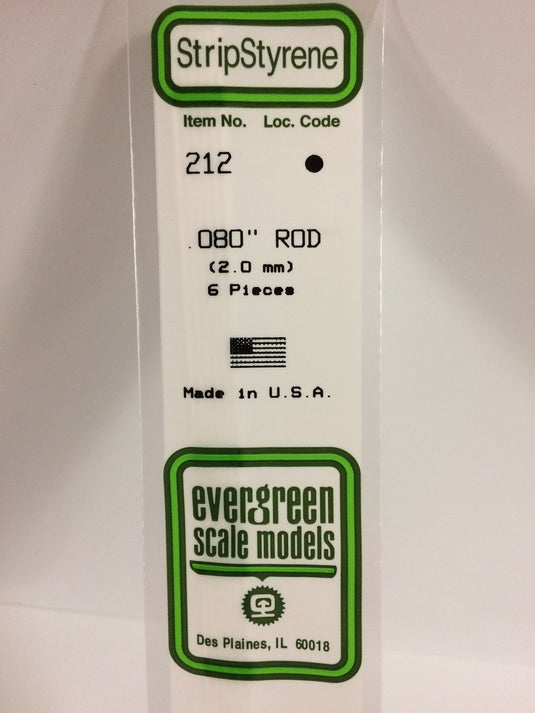 StripStyrene
Item No. Loc. Code
212 ●
.080" ROD
(2.0 mm)
6 Pieces
Made in U.S.A.
evergreen
scale models
Des Plaines, IL 60018